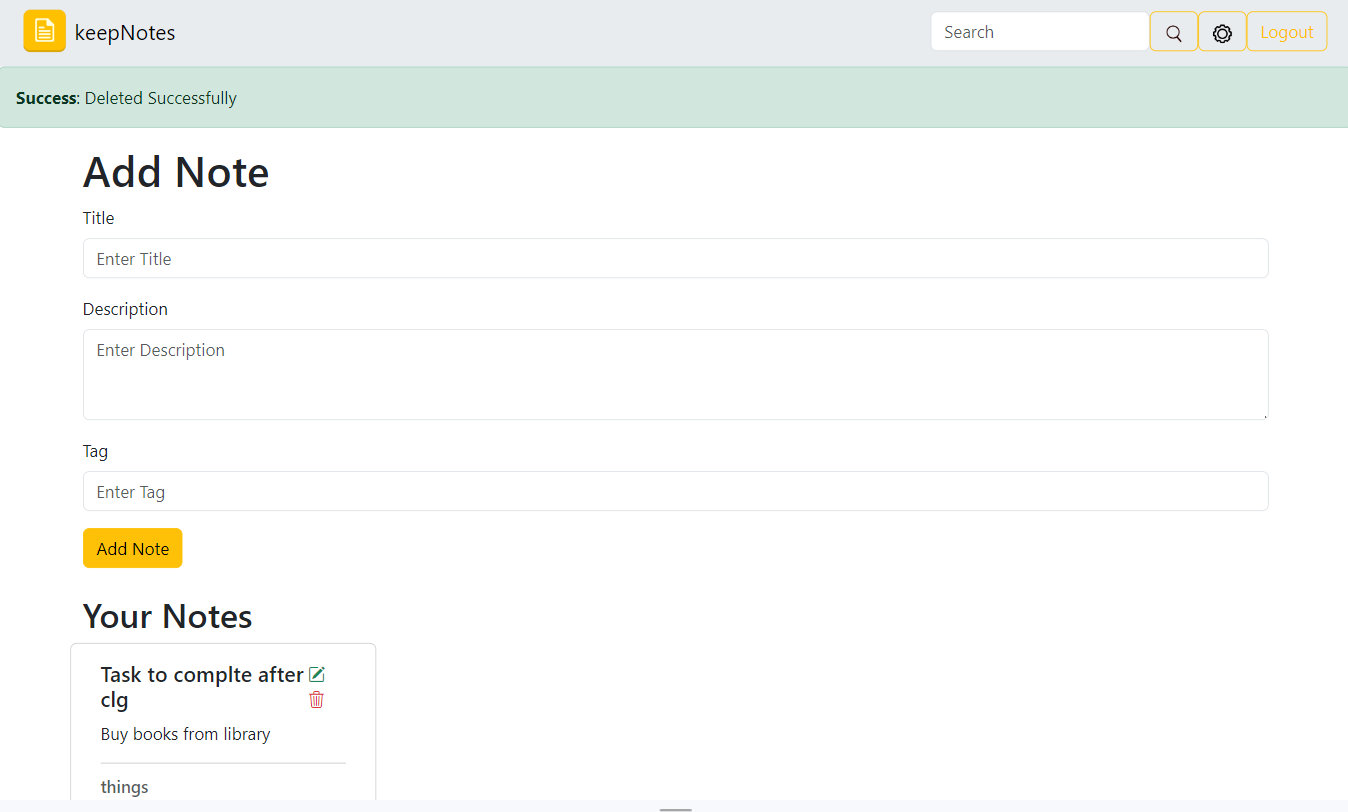 keepNotes
Search
Logout
Success: Deleted Successfully
Add Note
Title
Enter Title
Description
Enter Description
Tag
Enter Tag
Add Note
Your Notes
Task to complte after
clg
Buy books from library
things